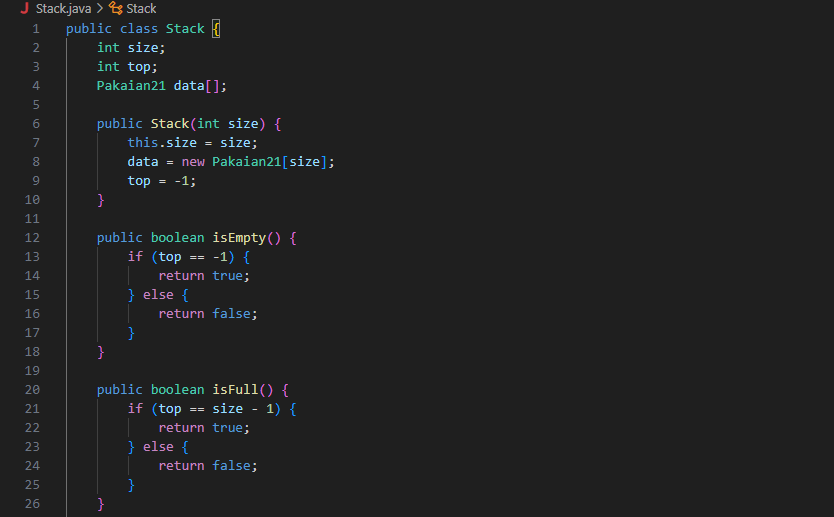 Stack.java > Stack
1 public class Stack {
2     int size;
3     int top;
4     Pakaian21 data[];
5
6     public Stack(int size) {
7         this.size = size;
8         data = new Pakaian21[size];
9         top = -1;
10     }
11
12     public boolean isEmpty() {
13         if (top == -1) {
14             return true;
15         } else {
16             return false;
17         }
18     }
19
20     public boolean isFull() {
21         if (top == size - 1) {
22             return true;
23         } else {
24             return false;
25         }
26     }